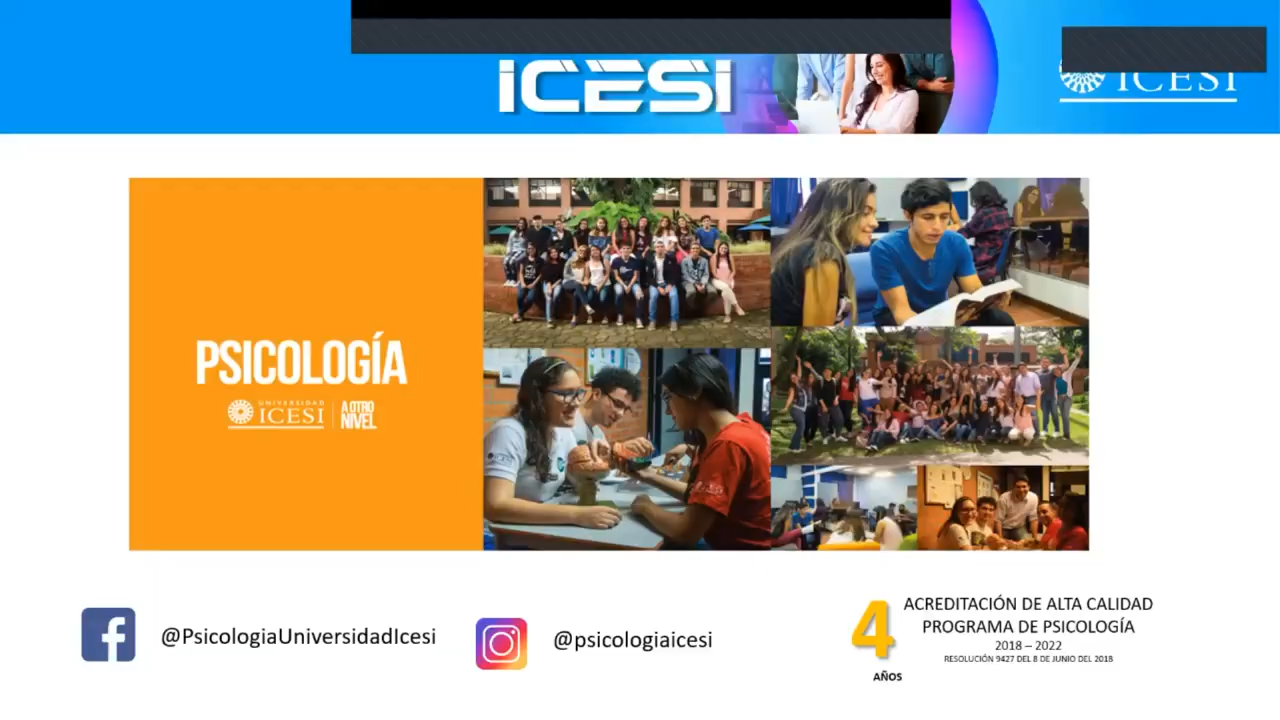 ICESI
ICESI
PSICOLOGÍA
UNIVERSIDAD
ICESI
A OTRO
NIVEL
@PsicologiaUniversidadIcesi
@psicologiaicesi
4
AÑOS
ACREDITACIÓN DE ALTA CALIDAD
PROGRAMA DE PSICOLOGÍA
2018 – 2022
RESOLUCIÓN 9427 DEL 8 DE JUNIO DEL 2018